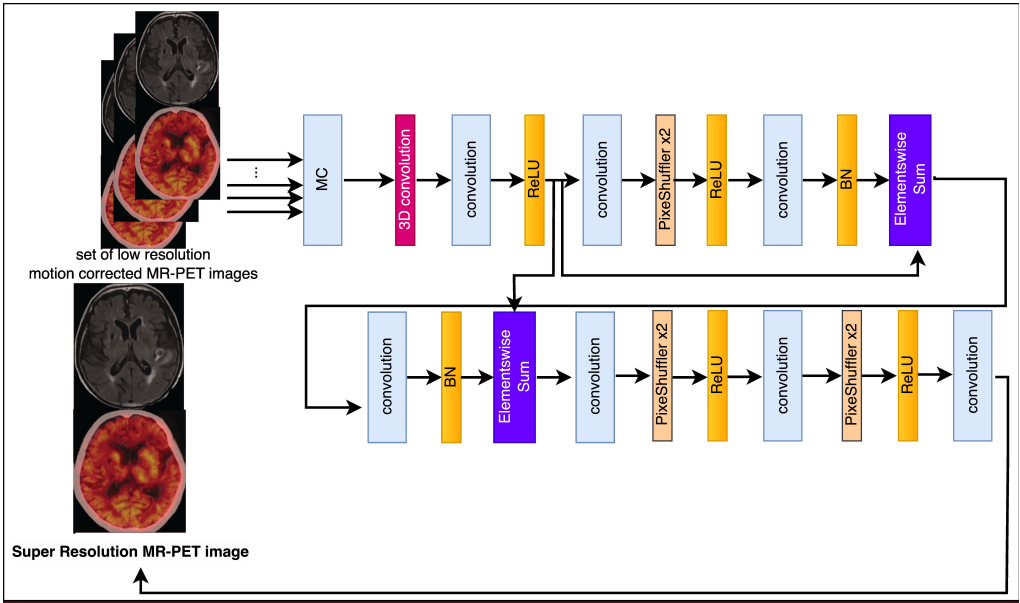 set of low resolution
motion corrected MR-PET images
...
MC
3D convolution
convolution
ReLU
convolution
PixeShuffler x2
ReLU
convolution
BN
Elementswise
Sum
convolution
BN
Elementswise
Sum
convolution
PixeShuffler x2
ReLU
convolution
PixeShuffler x2
ReLU
convolution
Super Resolution MR-PET image